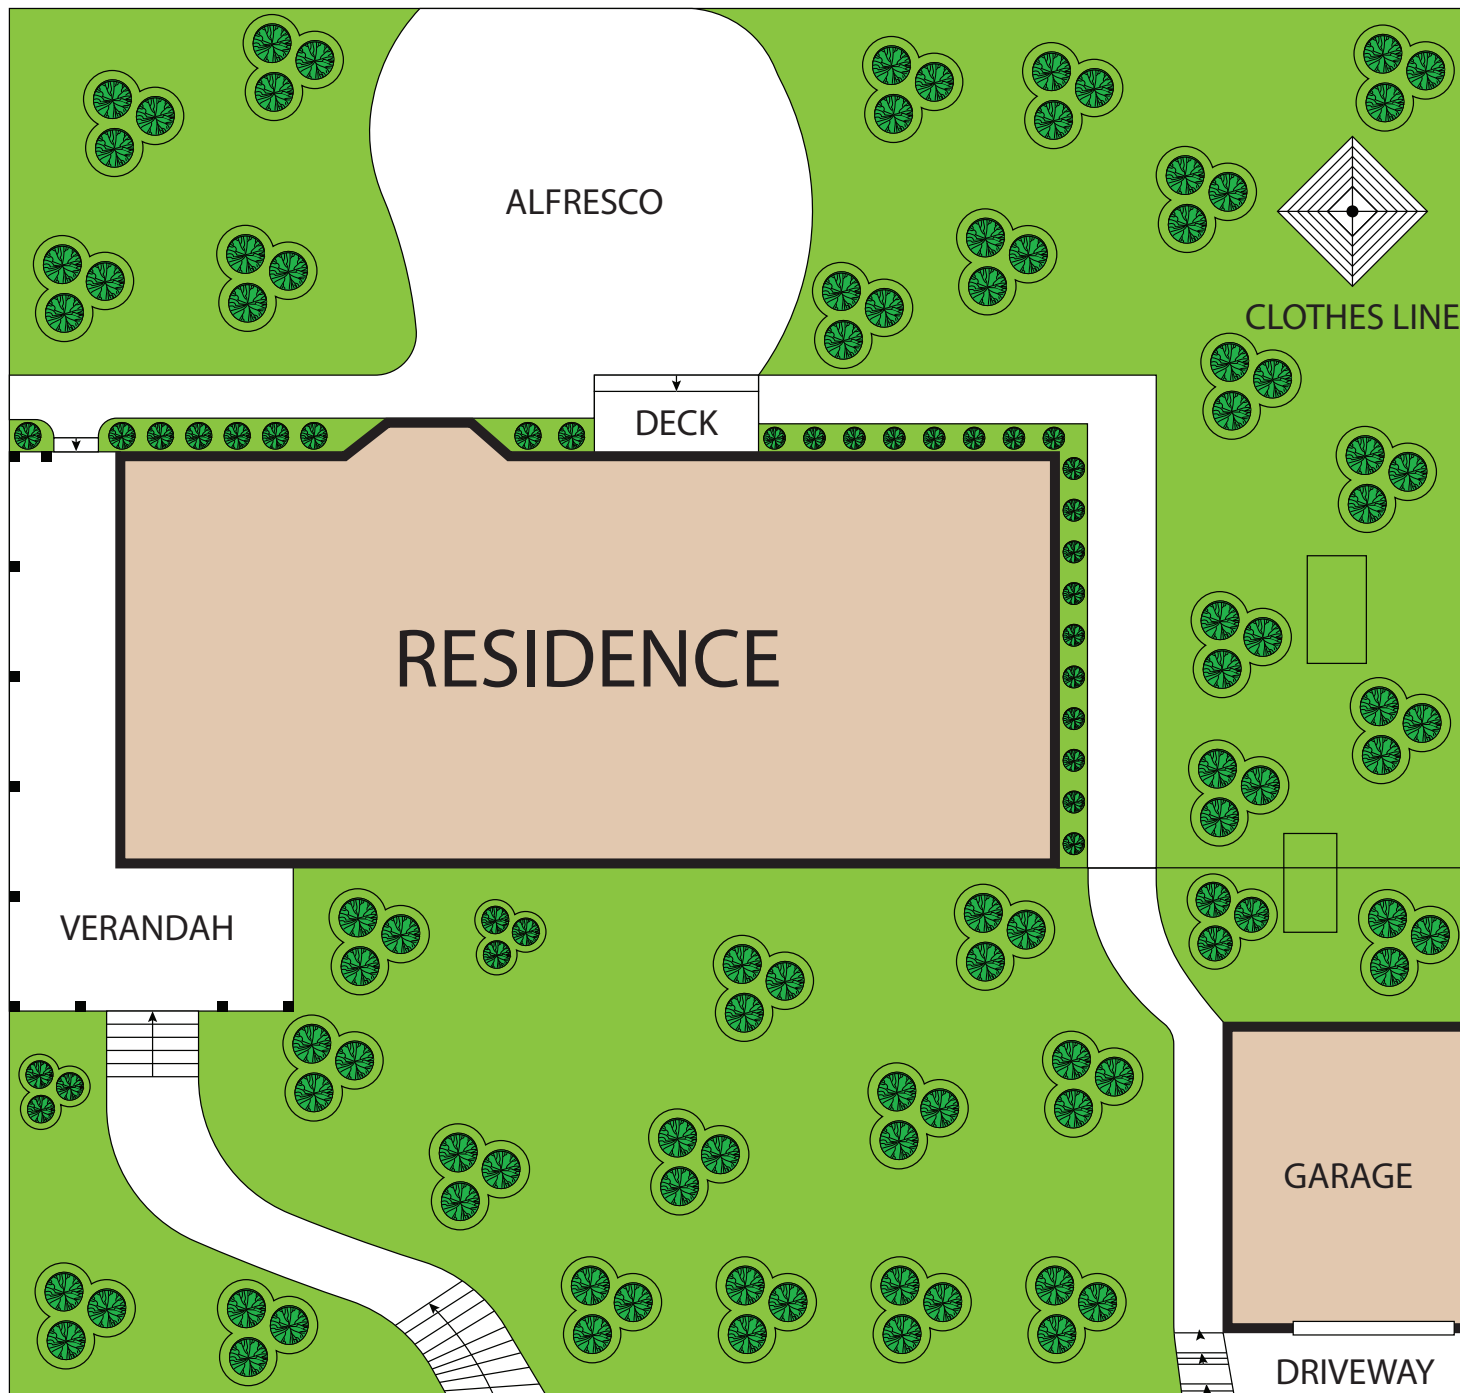 ALFRESCO
CLOTHES LINE
DECK
RESIDENCE
VERANDAH
GARAGE
DRIVEWAY